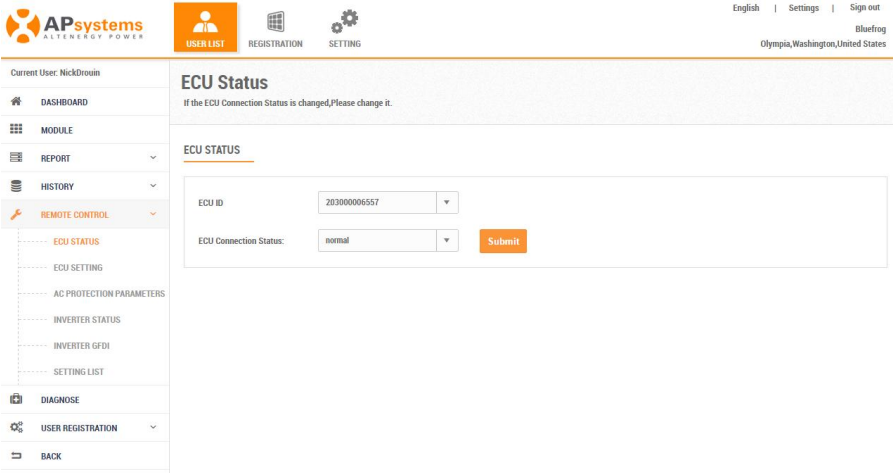 APsystems
ALTENERGY POWER
USER LIST
REGISTRATION
SETTING
English | Settings | Sign out
Bluefrog
Olympia,Washington,United States
Current User: NickDrouin
DASHBOARD
MODULE
REPORT
HISTORY
REMOTE CONTROL
ECU STATUS
ECU SETTING
AC PROTECTION PARAMETERS
INVERTER STATUS
INVERTER GFDI
SETTING LIST
DIAGNOSE
USER REGISTRATION
BACK
ECU Status
If the ECU Connection Status is changed,Please change it.
ECU STATUS
ECU ID 203000006557
ECU Connection Status: normal Submit